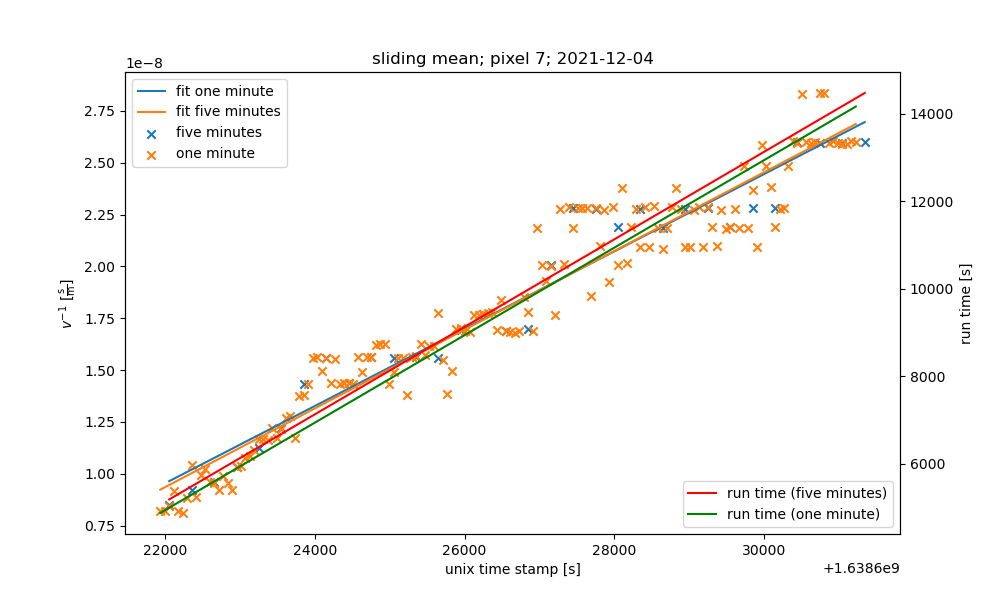 sliding mean; pixel 7; 2021-12-04
1e−8
fit one minute
fit five minutes
five minutes
one minute
2.75
2.50
2.25
2.00
1.75
1.50
1.25
1.00
0.75
v⁻¹ [s/m]
14000
12000
10000
8000
6000
run time [s]
run time (five minutes)
run time (one minute)
22000 24000 26000 28000 30000
unix time stamp [s]
+1.6386e9